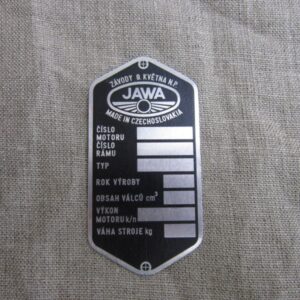 ZÁVODY 9. KVĚTNA N.P.
JAWA
MADE IN CZECHOSLOVAKIA
ČÍSLO
MOTORU
ČÍSLO
RÁMU
TYP
ROK VÝROBY
OBSAH VÁLCŮ cm³
VÝKON
MOTORU k/n
VÁHA STROJE kg